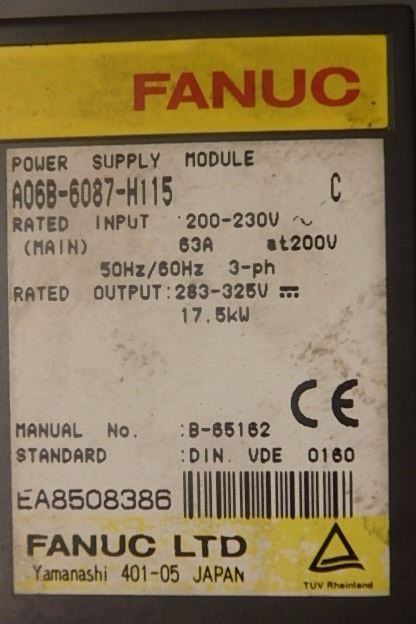 FANUC
POWER SUPPLY MODULE
A06B-6087-H115 C
RATED INPUT 200-230V ~
(MAIN) 63A at200V
50Hz/60Hz 3-ph
RATED OUTPUT:283-325V ⎓
17.5kW
CE
MANUAL No. :B-65162
STANDARD :DIN VDE 0160
EA8508386
FANUC LTD
Yamanashi 401-05 JAPAN
TUV Rheinland